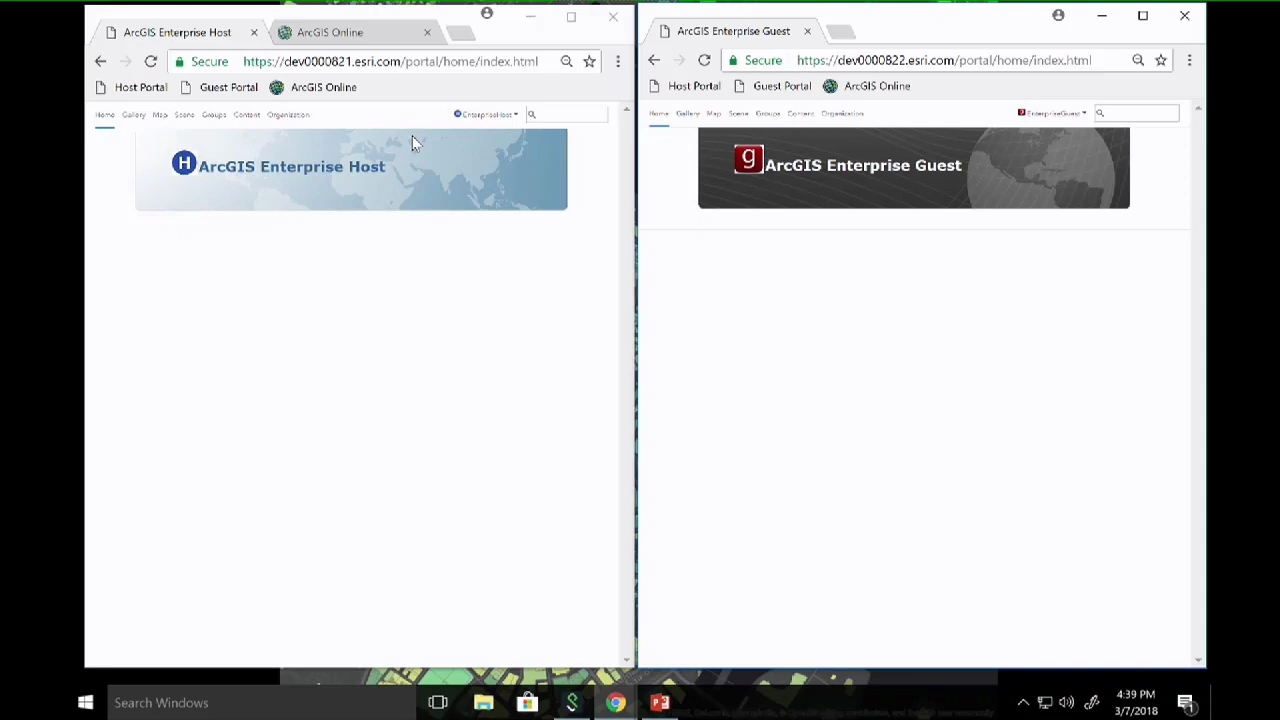 ArcGIS Enterprise Host
ArcGIS Online
Secure https://dev0000821.esri.com/portal/home/index.html
Host Portal Guest Portal ArcGIS Online
Home Gallery Map Scene Groups Content Organization EnterpriseHost
H ArcGIS Enterprise Host
ArcGIS Enterprise Guest
Secure https://dev0000822.esri.com/portal/home/index.html
Host Portal Guest Portal ArcGIS Online
Home Gallery Map Scene Groups Content Organization EnterpriseGuest
g ArcGIS Enterprise Guest
Search Windows
4:39 PM
3/7/2018
1